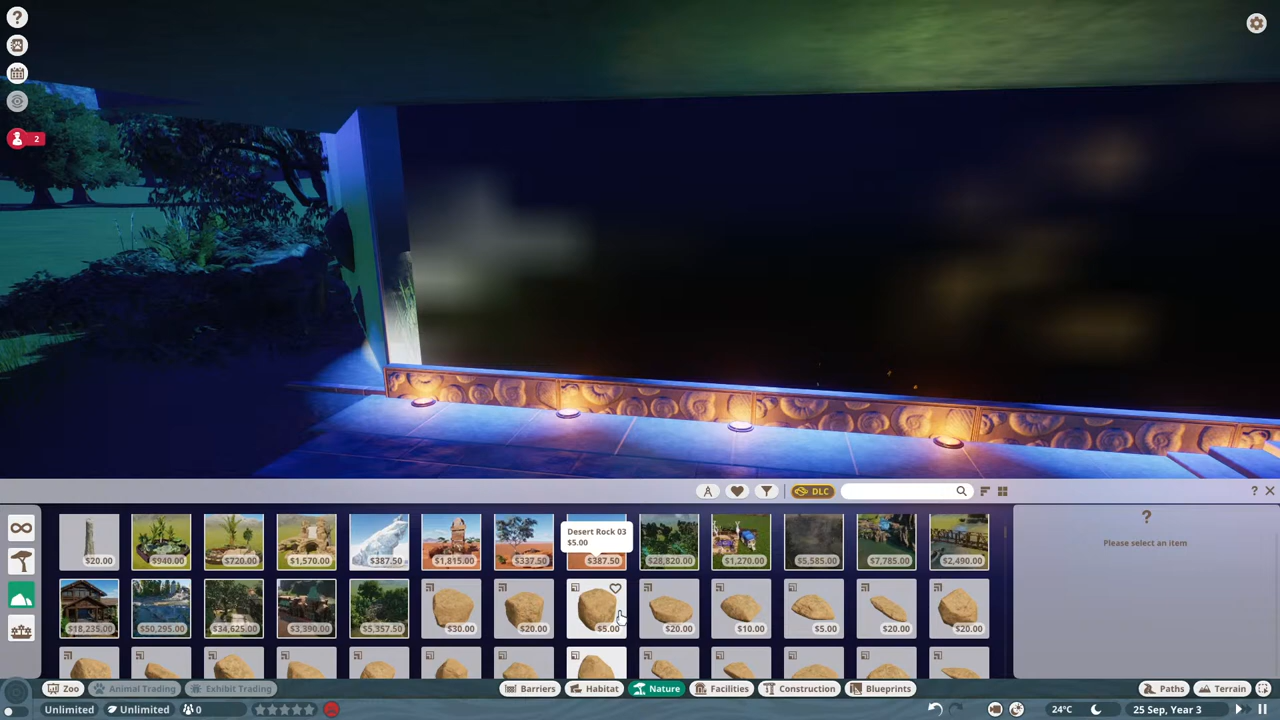 ?
2
DLC
?
Desert Rock 03
$5.00
?
Please select an item
$20.00 $940.00 $720.00 $1,570.00 $387.50 $1,815.00 $337.50 $387.50 $28,820.00 $1,270.00 $5,585.00 $7,785.00 $2,490.00
$18,235.00 $50,295.00 $34,625.00 $3,390.00 $5,357.50 $30.00 $20.00 $5.00 $20.00 $10.00 $5.00 $20.00 $20.00
Zoo Animal Trading Exhibit Trading Barriers Habitat Nature Facilities Construction Blueprints Paths Terrain
Unlimited Unlimited 0 24°C 25 Sep, Year 3